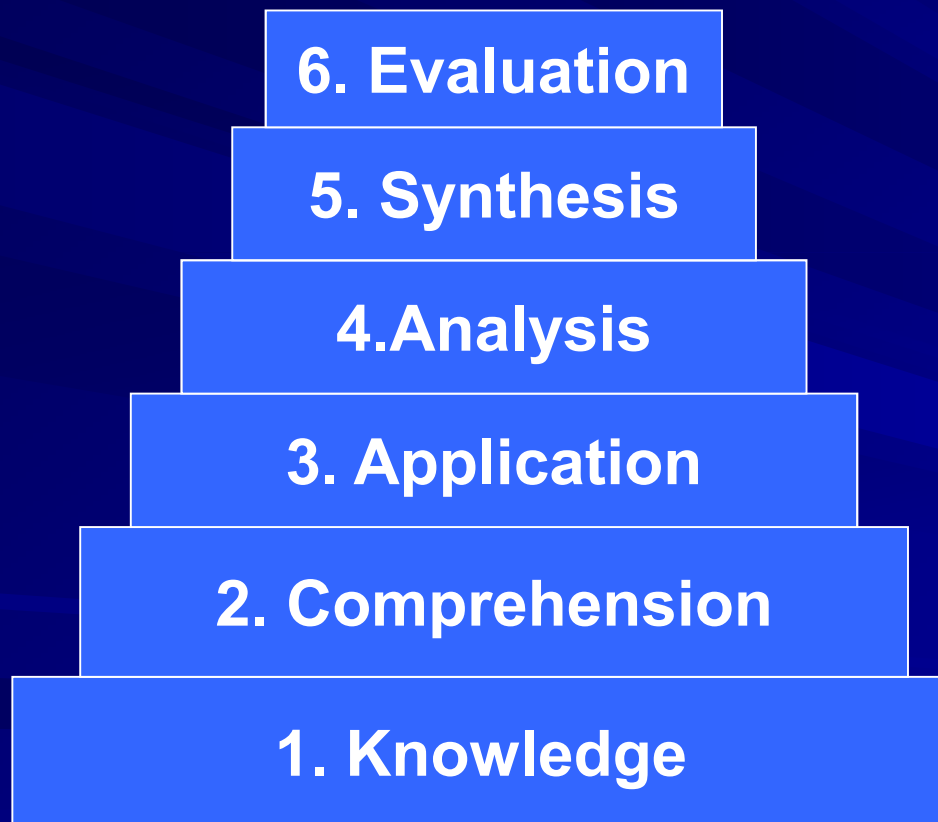 6. Evaluation
5. Synthesis
4.Analysis
3. Application
2. Comprehension
1. Knowledge